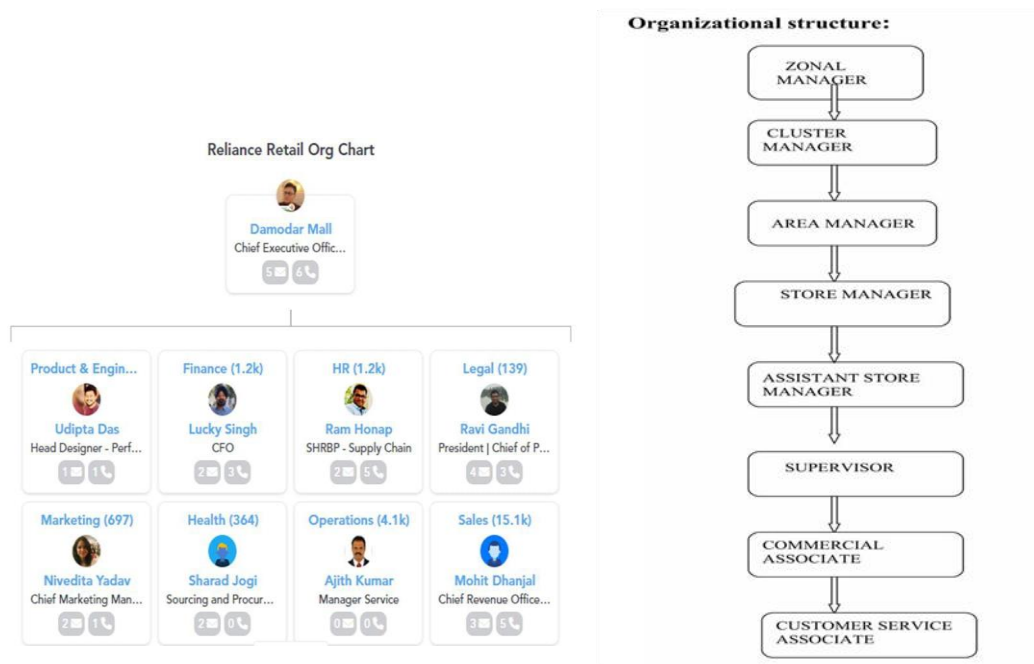 Reliance Retail Org Chart
Damodar Mall
Chief Executive Offic...
5 6
Product & Engin...
Udipta Das
Head Designer - Perf...
1 1
Finance (1.2k)
Lucky Singh
CFO
2 3
HR (1.2k)
Ram Honap
SHRBP - Supply Chain
2 5
Legal (139)
Ravi Gandhi
President | Chief of P...
4 3
Marketing (697)
Nivedita Yadav
Chief Marketing Man...
2 1
Health (364)
Sharad Jogi
Sourcing and Procur...
2 0
Operations (4.1k)
Ajith Kumar
Manager Service
0 0
Sales (15.1k)
Mohit Dhanjal
Chief Revenue Office...
3 5
Organizational structure:
ZONAL
MANAGER
CLUSTER
MANAGER
AREA MANAGER
STORE MANAGER
ASSISTANT STORE
MANAGER
SUPERVISOR
COMMERCIAL
ASSOCIATE
CUSTOMER SERVICE
ASSOCIATE